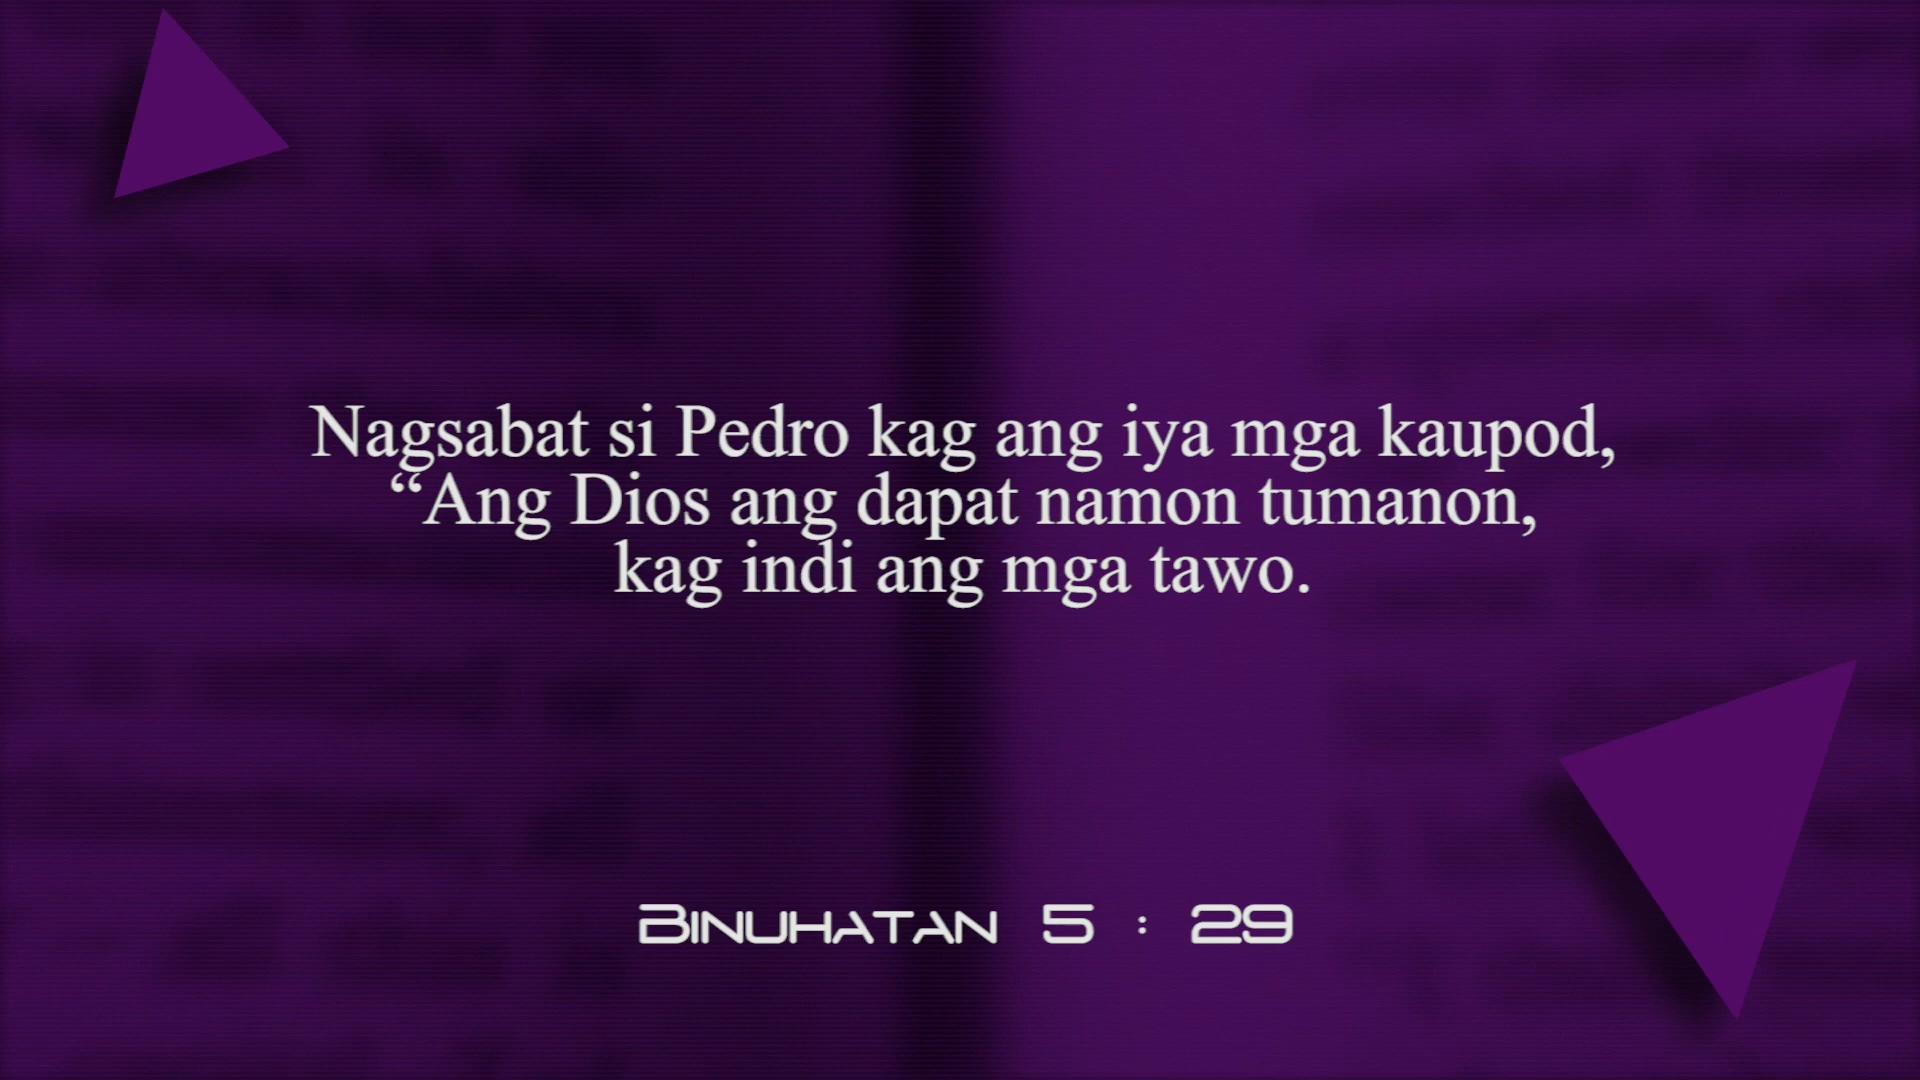 Nagsabat si Pedro kag ang iya mga kaupod,
“Ang Dios ang dapat namon tumanon,
kag indi ang mga tawo.
Binuhatan 5 : 29